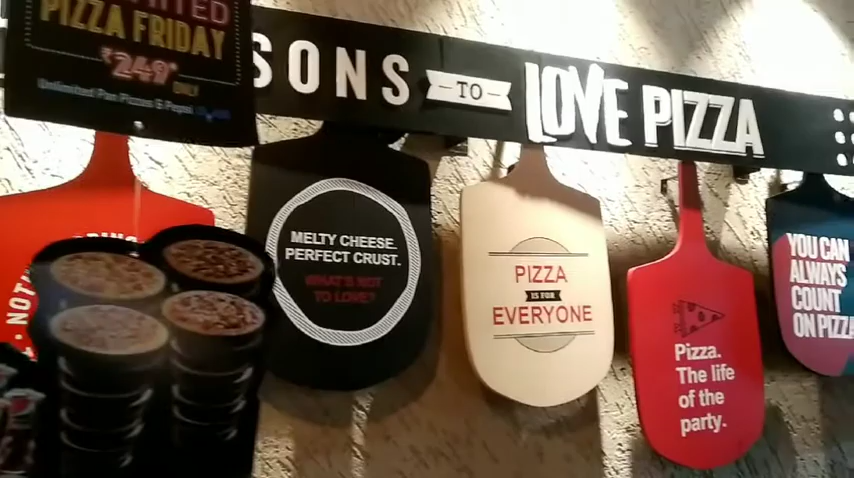 PIZZA FRIDAY
₹249*
ONLY
Unlimited Pan Pizzas & Pepsi
SONS TO LOVE PIZZA
MELTY CHEESE.
PERFECT CRUST.
WHAT'S NOT
TO LOVE?
PIZZA
IS FOR
EVERYONE
Pizza.
The life
of the
party.
YOU CAN
ALWAYS
COUNT
ON PIZZA